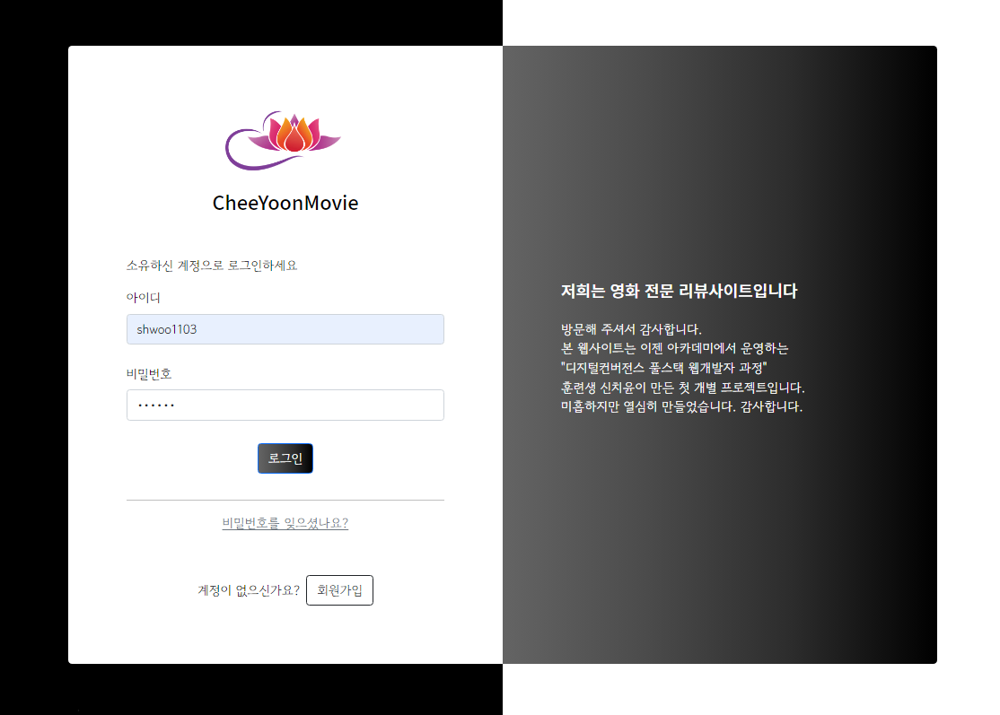 CheeYoonMovie
소유하신 계정으로 로그인하세요
아이디
shwoo1103
비밀번호
••••••
로그인
비밀번호를 잊으셨나요?
계정이 없으신가요? 회원가입
저희는 영화 전문 리뷰사이트입니다
방문해 주셔서 감사합니다.
본 웹사이트는 이젠 아카데미에서 운영하는
"디지털컨버전스 풀스택 웹개발자 과정"
훈련생 신치윤이 만든 첫 개별 프로젝트입니다.
미흡하지만 열심히 만들었습니다. 감사합니다.